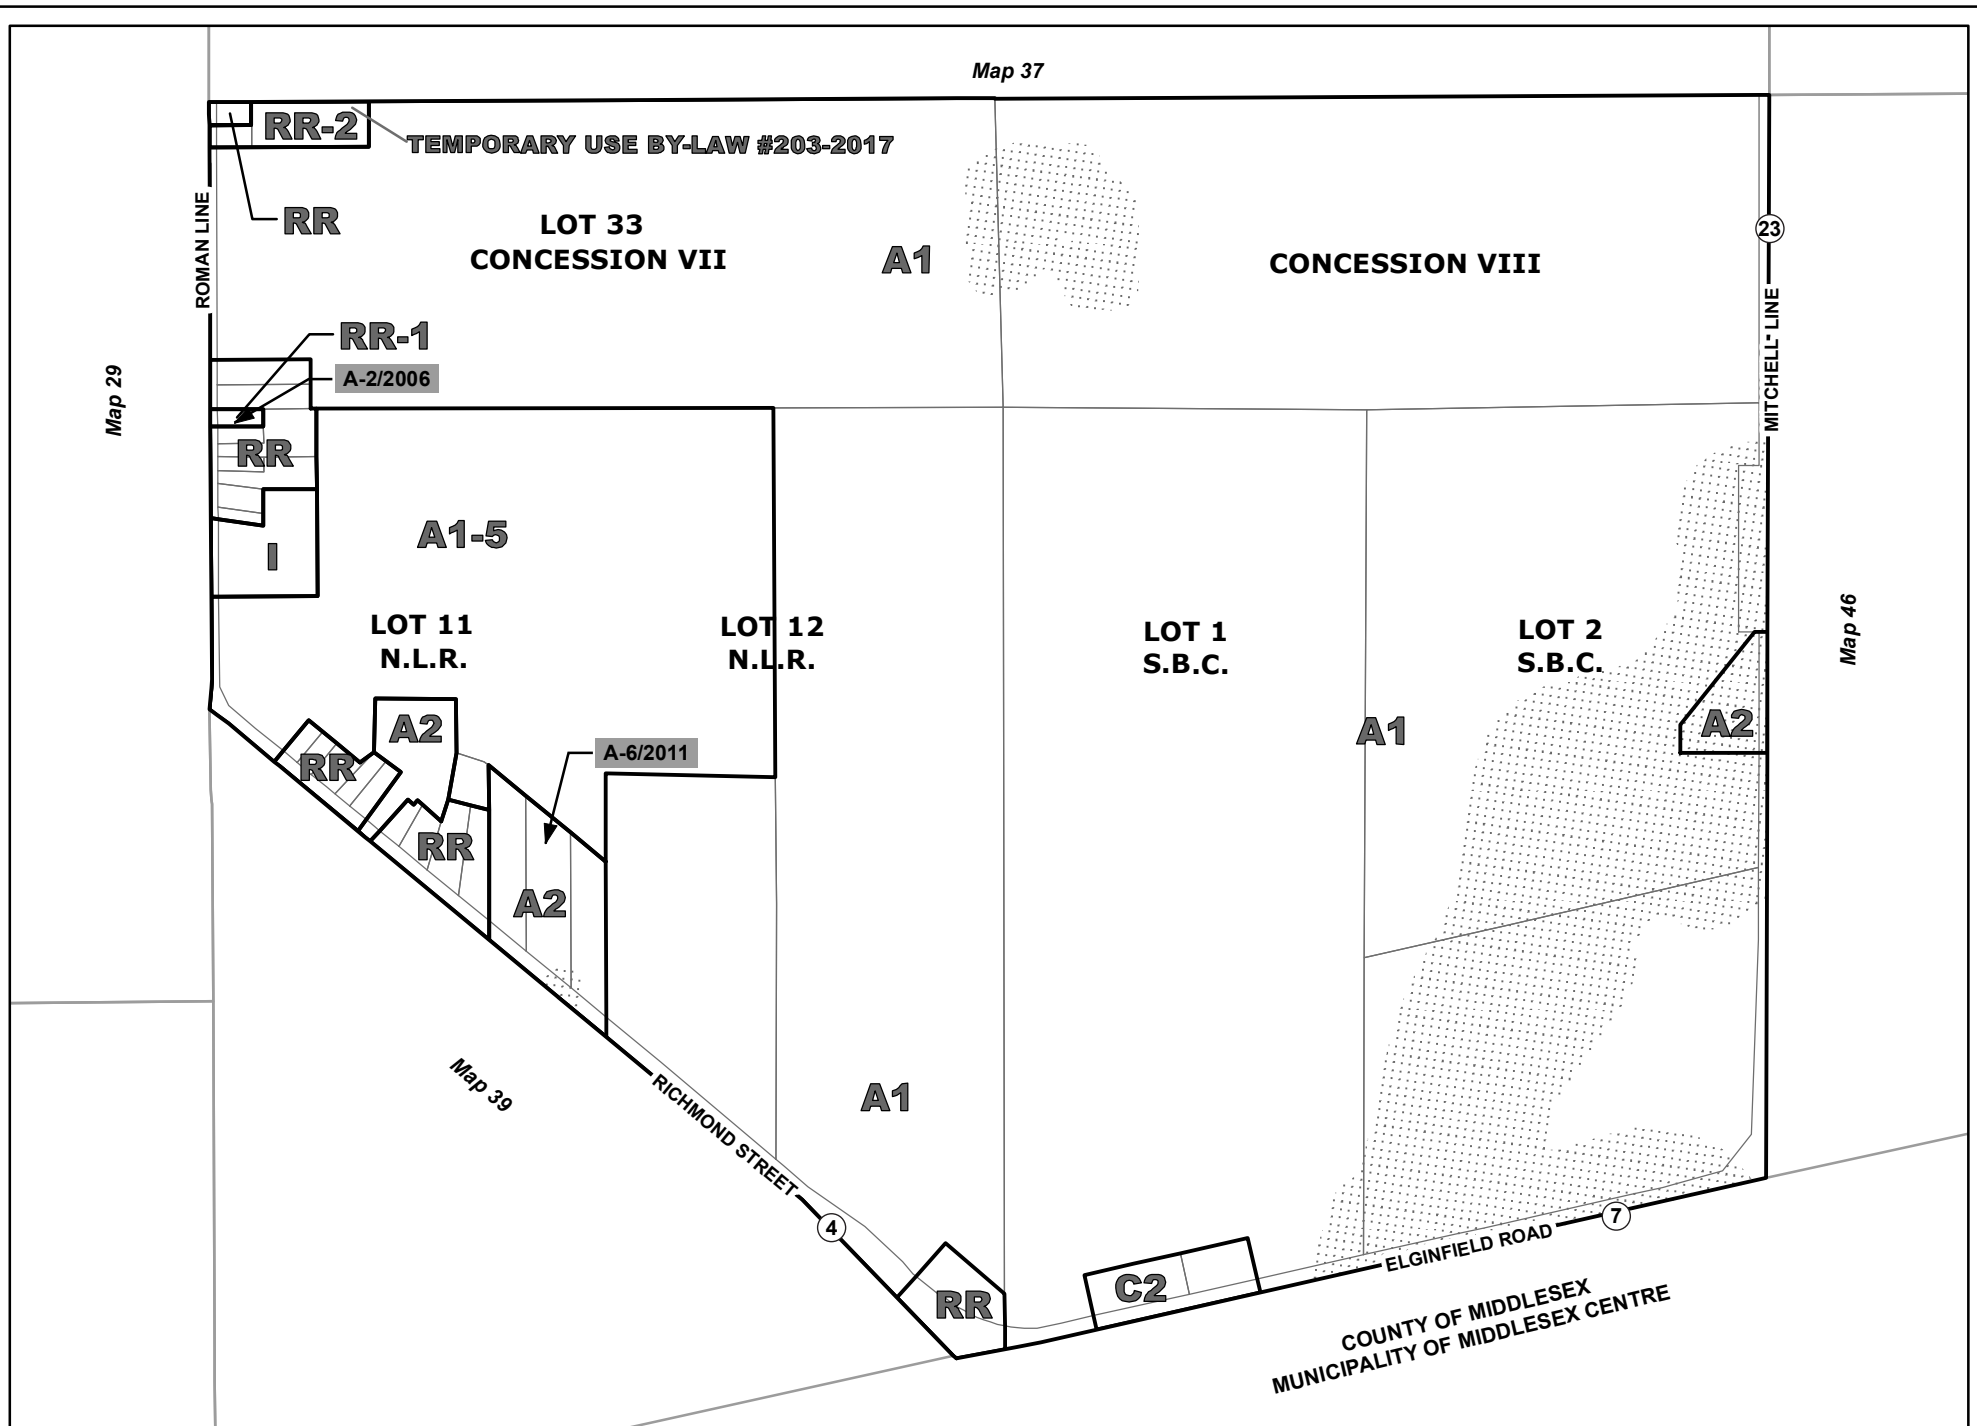 Map 37
RR-2
TEMPORARY USE BY-LAW #203-2017
RR
LOT 33
CONCESSION VII
A1
CONCESSION VIII
23
ROMAN LINE
MITCHELL LINE
RR-1
A-2/2006
Map 29
RR
A1-5
I
LOT 11
N.L.R.
LOT 12
N.L.R.
LOT 1
S.B.C.
LOT 2
S.B.C.
Map 46
A2
A1
A2
RR
A-6/2011
RR
A2
Map 39
RICHMOND STREET
A1
4
7
ELGINFIELD ROAD
RR
C2
COUNTY OF MIDDLESEX
MUNICIPALITY OF MIDDLESEX CENTRE